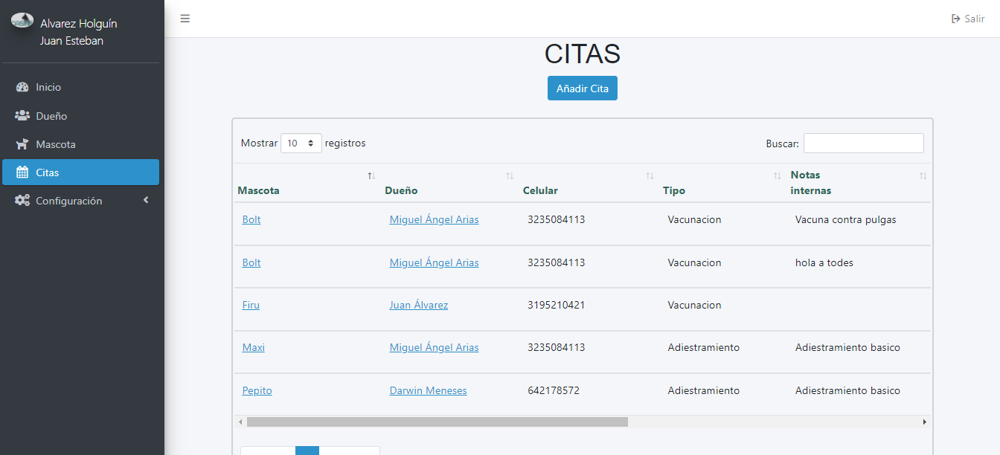 Alvarez Holguín
Juan Esteban
Salir
Inicio
Dueño
Mascota
Citas
Configuración
CITAS
Añadir Cita
Mostrar 10 registros
Buscar:
Mascota Dueño Celular Tipo Notas internas
Bolt Miguel Ángel Arias 3235084113 Vacunacion Vacuna contra pulgas
Bolt Miguel Ángel Arias 3235084113 Vacunacion hola a todes
Firu Juan Álvarez 3195210421 Vacunacion
Maxi Miguel Ángel Arias 3235084113 Adiestramiento Adiestramiento basico
Pepito Darwin Meneses 642178572 Adiestramiento Adiestramiento basico